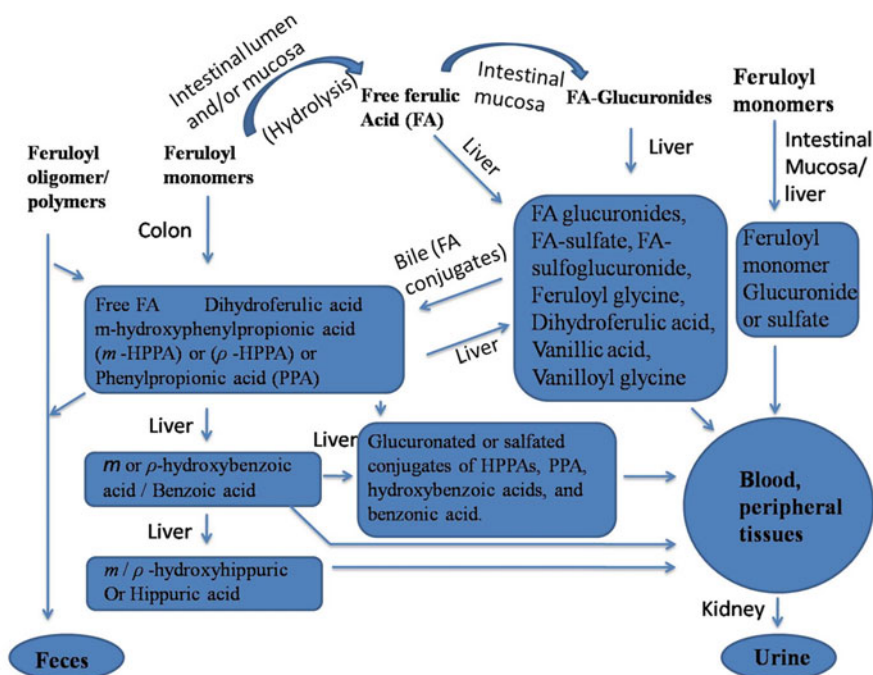 Intestinal lumen
and/or mucosa
(Hydrolysis)
Free ferulic
Acid (FA)
Intestinal
mucosa
FA-Glucuronides
Feruloyl
monomers
Feruloyl
oligomer/
polymers
Feruloyl
monomers
Liver
Liver
Intestinal
Mucosa/
liver
Colon
Bile (FA
conjugates)
FA glucuronides,
FA-sulfate, FA-
sulfoglucuronide,
Feruloyl glycine,
Dihydroferulic acid,
Vanillic acid,
Vanilloyl glycine
Feruloyl
monomer
Glucuronide
or sulfate
Free FA Dihydroferulic acid
m-hydroxyphenylpropionic acid
(m -HPPA) or (ρ -HPPA) or
Phenylpropionic acid (PPA)
Liver
Liver
Liver
m or ρ-hydroxybenzoic
acid / Benzoic acid
Glucuronated or salfated
conjugates of HPPAs, PPA,
hydroxybenzoic acids, and
benzonic acid.
Blood,
peripheral
tissues
Liver
m / ρ -hydroxyhippuric
Or Hippuric acid
Kidney
Feces
Urine